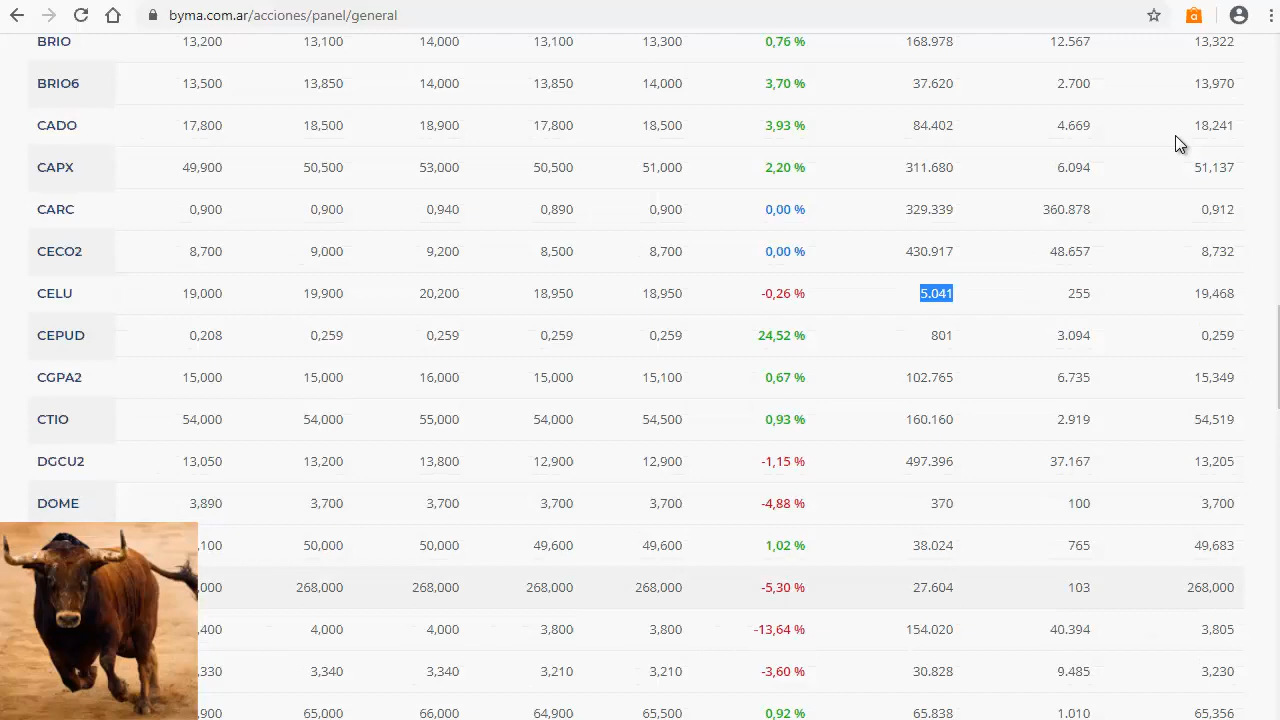 byma.com.ar/acciones/panel/general
BRIO 13,200 13,100 14,000 13,100 13,300 0,76 % 168.978 12.567 13,322
BRIO6 13,500 13,850 14,000 13,850 14,000 3,70 % 37.620 2.700 13,970
CADO 17,800 18,500 18,900 17,800 18,500 3,93 % 84.402 4.669 18,241
CAPX 49,900 50,500 53,000 50,500 51,000 2,20 % 311.680 6.094 51,137
CARC 0,900 0,900 0,940 0,890 0,900 0,00 % 329.339 360.878 0,912
CECO2 8,700 9,000 9,200 8,500 8,700 0,00 % 430.917 48.657 8,732
CELU 19,000 19,900 20,200 18,950 18,950 -0,26 % 5.041 255 19,468
CEPUD 0,208 0,259 0,259 0,259 0,259 24,52 % 801 3.094 0,259
CGPA2 15,000 15,000 16,000 15,000 15,100 0,67 % 102.765 6.735 15,349
CTIO 54,000 54,000 55,000 54,000 54,500 0,93 % 160.160 2.919 54,519
DGCU2 13,050 13,200 13,800 12,900 12,900 -1,15 % 497.396 37.167 13,205
DOME 3,890 3,700 3,700 3,700 3,700 -4,88 % 370 100 3,700
,100 50,000 50,000 49,600 49,600 1,02 % 38.024 765 49,683
,000 268,000 268,000 268,000 268,000 -5,30 % 27.604 103 268,000
,400 4,000 4,000 3,800 3,800 -13,64 % 154.020 40.394 3,805
,330 3,340 3,340 3,210 3,210 -3,60 % 30.828 9.485 3,230
,900 65,000 66,000 64,900 65,500 0,92 % 65.838 1.010 65,356